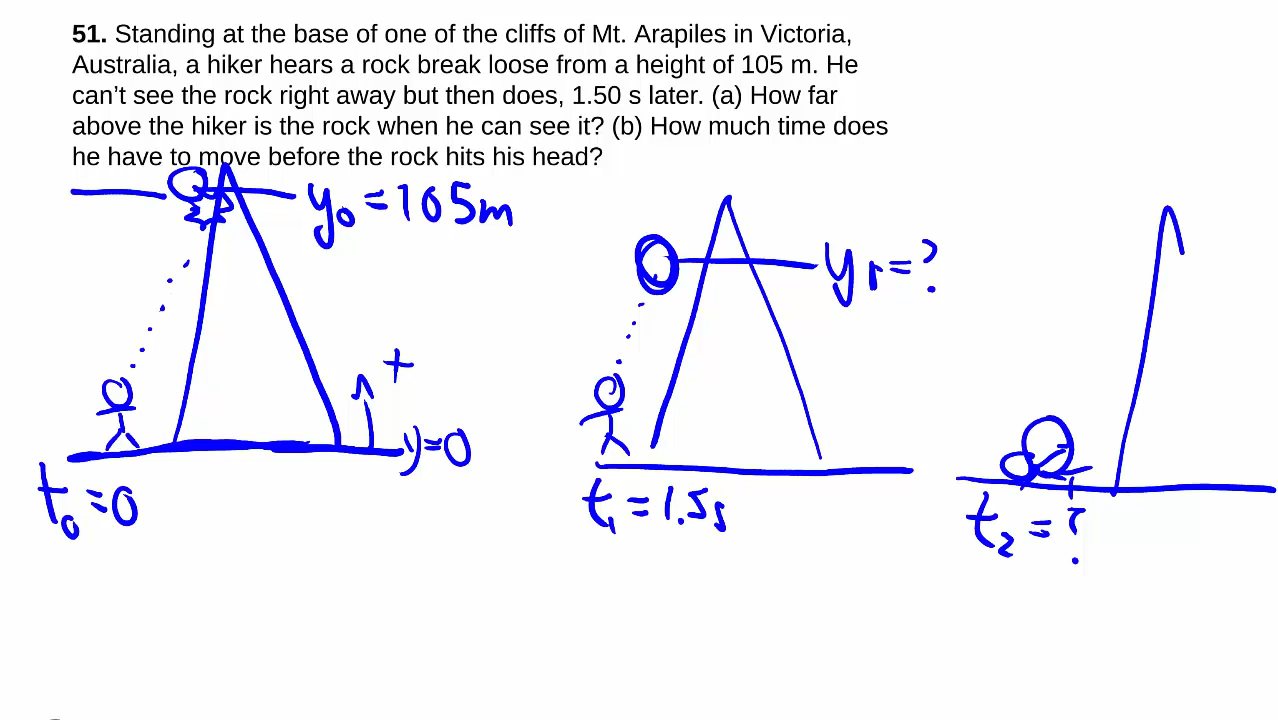 51. Standing at the base of one of the cliffs of Mt. Arapiles in Victoria,
Australia, a hiker hears a rock break loose from a height of 105 m. He
can’t see the rock right away but then does, 1.50 s later. (a) How far
above the hiker is the rock when he can see it? (b) How much time does
he have to move before the rock hits his head?
y₀ = 105m
y₁ = ?
+
y=0
t₀ = 0
t₁ = 1.5s
t₂ = ?